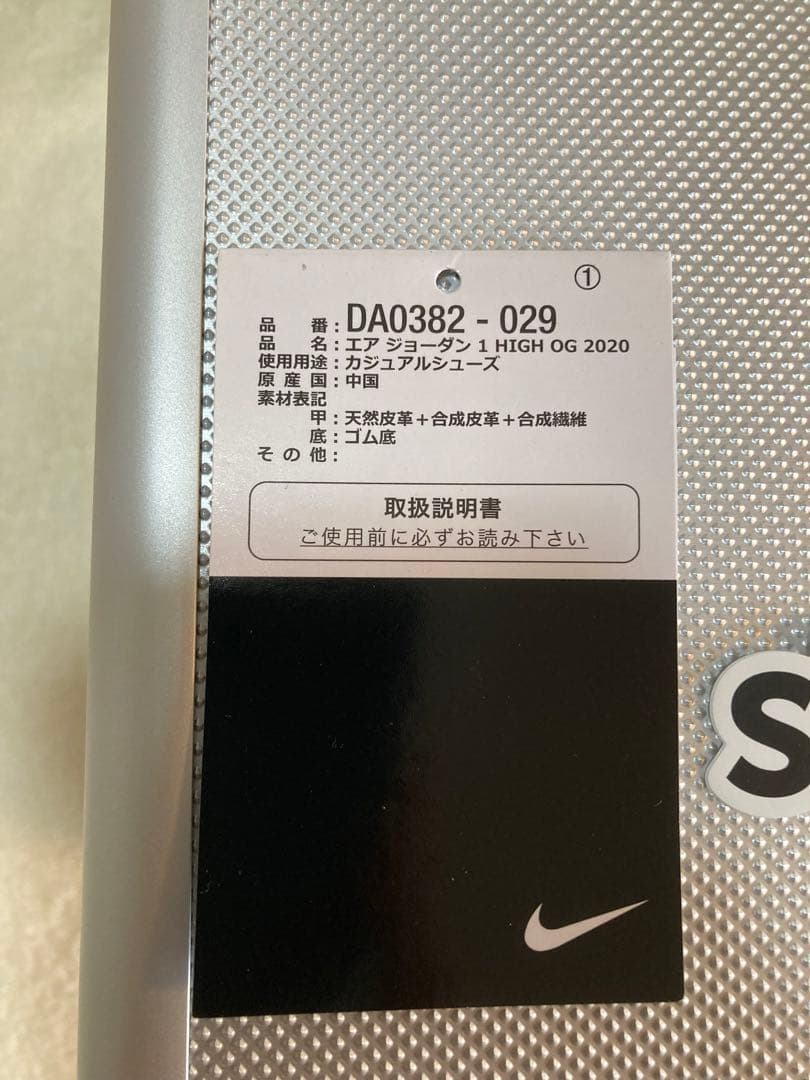 ①
品番:DA0382 - 029
品名:エア ジョーダン 1 HIGH OG 2020
使用用途:カジュアルシューズ
原産国:中国
素材表記
甲:天然皮革+合成皮革+合成繊維
底:ゴム底
その他:
取扱説明書
ご使用前に必ずお読み下さい
S